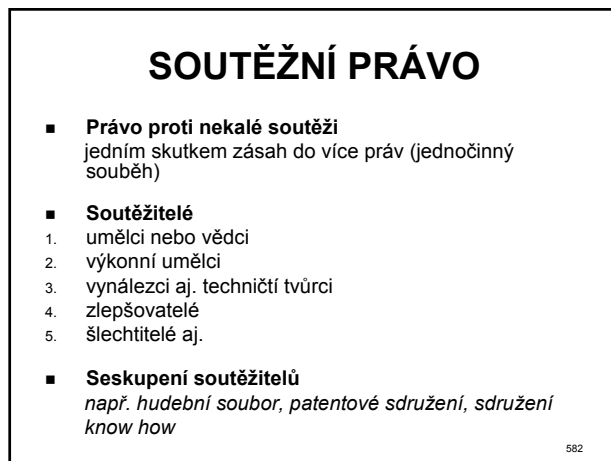 SOUTĚŽNÍ PRÁVO
■ Právo proti nekalé soutěži
jedním skutkem zásah do více práv (jednočinný
souběh)
■ Soutěžitelé
1. umělci nebo vědci
2. výkonní umělci
3. vynálezci aj. techničtí tvůrci
4. zlepšovatelé
5. šlechtitelé aj.
■ Seskupení soutěžitelů
např. hudební soubor, patentové sdružení, sdružení
know how
582